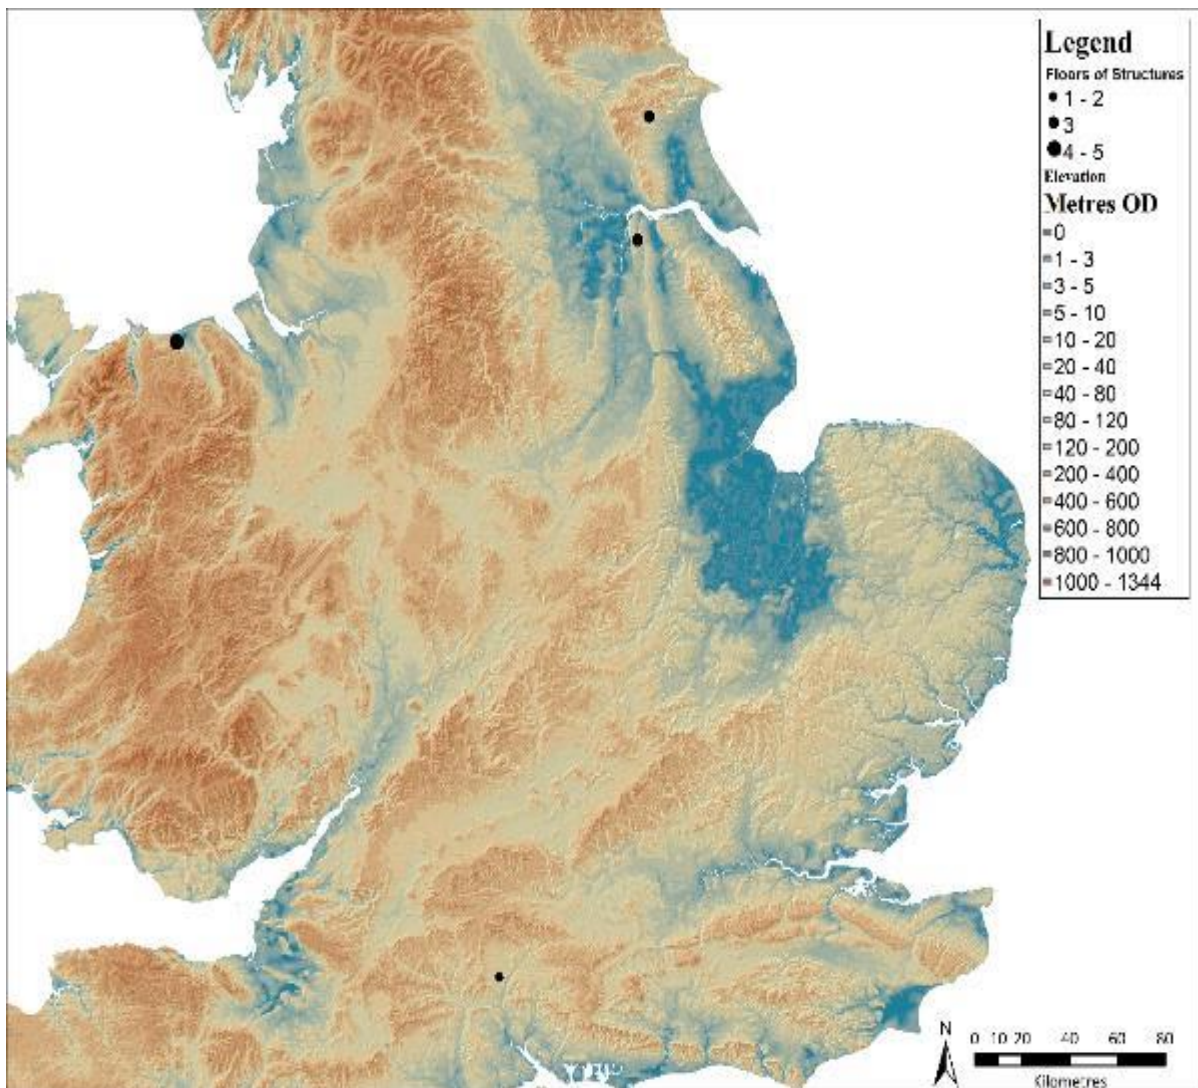 Legend
Floors of Structures
1 - 2
3
4 - 5
Elevation
Metres OD
0
1 - 3
3 - 5
5 - 10
10 - 20
20 - 40
40 - 80
80 - 120
120 - 200
200 - 400
400 - 600
600 - 800
800 - 1000
1000 - 1344
N
0 10 20 40 60 80
Kilometres